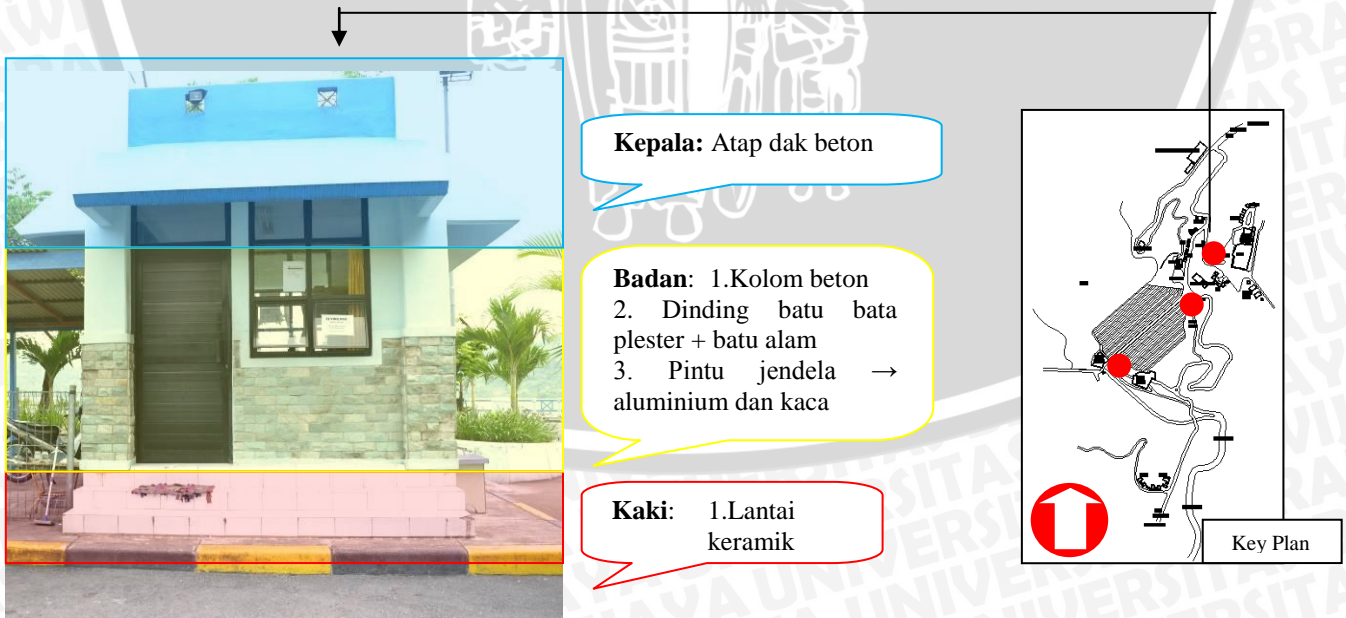 Kepala: Atap dak beton
Badan: 1.Kolom beton
2. Dinding batu bata
plester + batu alam
3. Pintu jendela →
aluminium dan kaca
Kaki: 1.Lantai
keramik
Key Plan